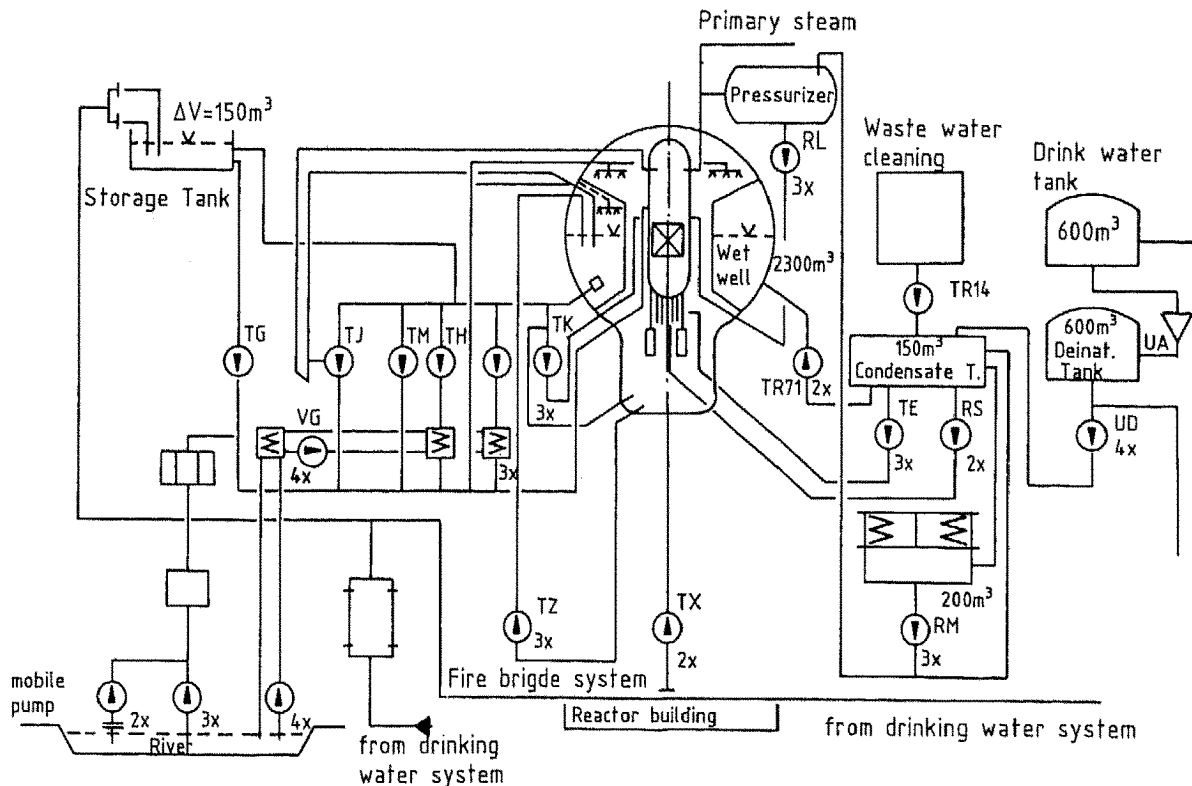 Primary steam
ΔV=150m³
Storage Tank
Pressurizer
RL
3x
Waste water
cleaning
Drink water
tank
600m³
Wet
well
2300m³
TR14
600m³
Deinat.
Tank
UA
TG
TJ
TM
TH
TK
3x
TR71
2x
150m³
Condensate T.
TE
3x
RS
2x
UD
4x
VG
4x
3x
200m³
RM
3x
TZ
3x
TX
2x
mobile
pump
2x
3x
4x
River
Fire brigde system
Reactor building
from drinking
water system
from drinking water system